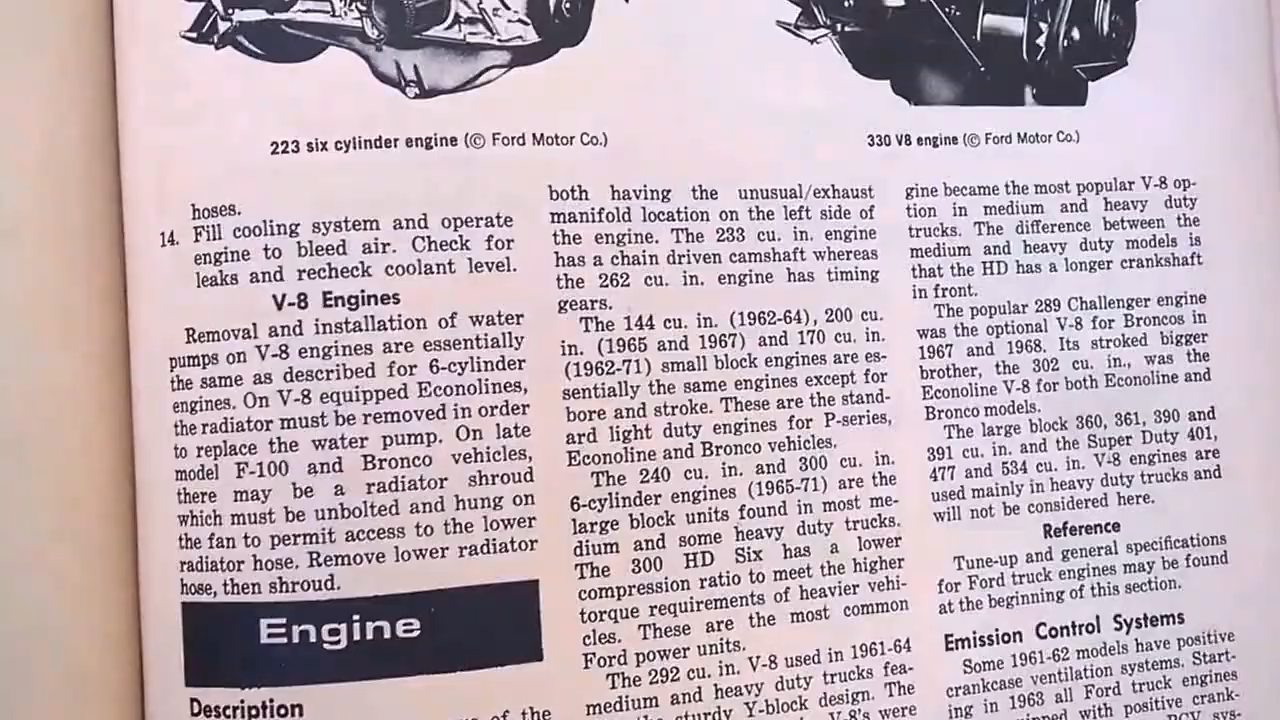 223 six cylinder engine (© Ford Motor Co.)
330 V8 engine (© Ford Motor Co.)
hoses.
14. Fill cooling system and operate
engine to bleed air. Check for
leaks and recheck coolant level.
V-8 Engines
Removal and installation of water
pumps on V-8 engines are essentially
the same as described for 6-cylinder
engines. On V-8 equipped Econolines,
the radiator must be removed in order
to replace the water pump. On late
model F-100 and Bronco vehicles,
there may be a radiator shroud
which must be unbolted and hung on
the fan to permit access to the lower
radiator hose. Remove lower radiator
hose, then shroud.
Engine
Description
of the
both having the unusual/exhaust
manifold location on the left side of
the engine. The 233 cu. in. engine
has a chain driven camshaft whereas
the 262 cu. in. engine has timing
gears.
The 144 cu. in. (1962-64), 200 cu.
in. (1965 and 1967) and 170 cu. in.
(1962-71) small block engines are es-
sentially the same engines except for
bore and stroke. These are the stand-
ard light duty engines for P-series,
Econoline and Bronco vehicles.
The 240 cu. in. and 300 cu. in.
6-cylinder engines (1965-71) are the
large block units found in most me-
dium and some heavy duty trucks.
The 300 HD Six has a lower
compression ratio to meet the higher
torque requirements of heavier vehi-
cles. These are the most common
Ford power units.
The 292 cu. in. V-8 used in 1961-64
medium and heavy duty trucks fea-
sturdy Y-block design. The
V-8's were
gine became the most popular V-8 op-
tion in medium and heavy duty
trucks. The difference between the
medium and heavy duty models is
that the HD has a longer crankshaft
in front.
The popular 289 Challenger engine
was the optional V-8 for Broncos in
1967 and 1968. Its stroked bigger
brother, the 302 cu. in., was the
Econoline V-8 for both Econoline and
Bronco models.
The large block 360, 361, 390 and
391 cu. in. and the Super Duty 401,
477 and 534 cu. in. V-8 engines are
used mainly in heavy duty trucks and
will not be considered here.
Reference
Tune-up and general specifications
for Ford truck engines may be found
at the beginning of this section.
Emission Control Systems
Some 1961-62 models have positive
crankcase ventilation systems. Start-
ing in 1963 all Ford truck engines
with positive crank-
sys-